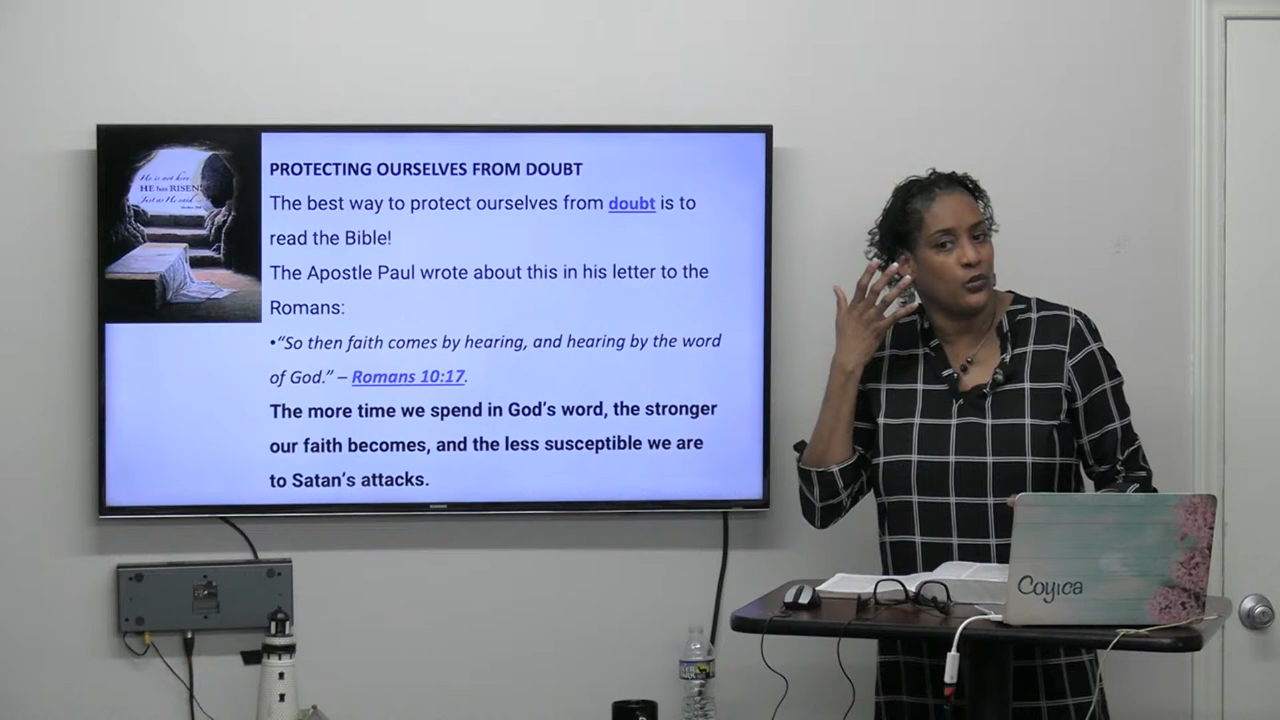 He is not here,
HE has RISEN
Just as He said...
PROTECTING OURSELVES FROM DOUBT
The best way to protect ourselves from doubt is to
read the Bible!
The Apostle Paul wrote about this in his letter to the
Romans:
•“So then faith comes by hearing, and hearing by the word
of God.” – Romans 10:17.
The more time we spend in God’s word, the stronger
our faith becomes, and the less susceptible we are
to Satan’s attacks.
Coyica